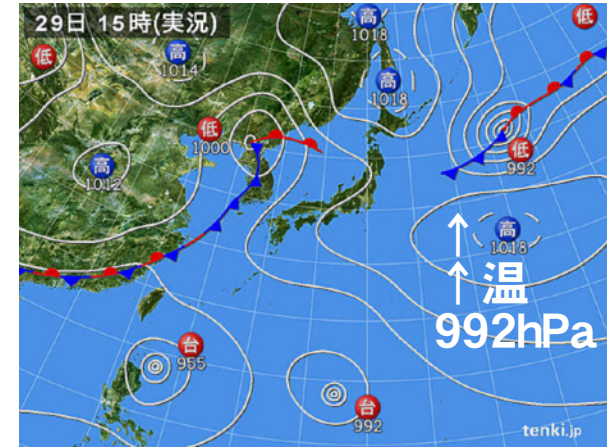 29日 15時(実況)
高
1018
低
低
高
1014
高
1018
低
1000
低
992
高
1012
高
1018
↑
↑温
992hPa
台
955
台
992
tenki.jp